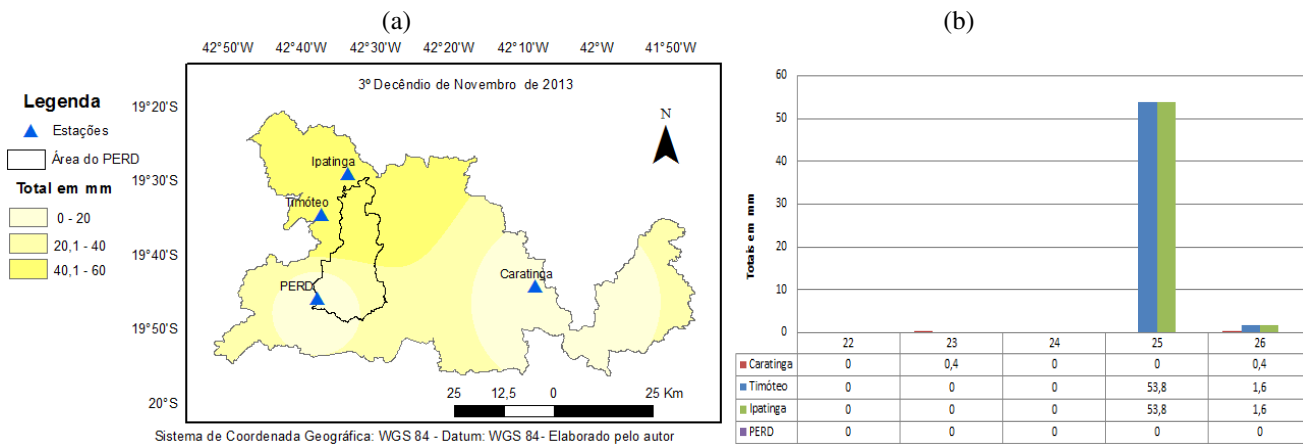 (a)
(b)
42°50'W 42°40'W 42°30'W 42°20'W 42°10'W 42°W 41°50'W
3º Decêndio de Novembro de 2013
19°20'S
19°30'S
19°40'S
19°50'S
20°S
Legenda
Estações
Área do PERD
Total em mm
0 - 20
20,1 - 40
40,1 - 60
N
Ipatinga
Timóteo
PERD
Caratinga
25 12,5 0 25 Km
Sistema de Coordenada Geográfica: WGS 84 - Datum: WGS 84- Elaborado pelo autor
Totais em mm
60
50
40
30
20
10
0
22 23 24 25 26
Caratinga 0 0,4 0 0 0,4
Timóteo 0 0 0 53,8 1,6
Ipatinga 0 0 0 53,8 1,6
PERD 0 0 0 0 0